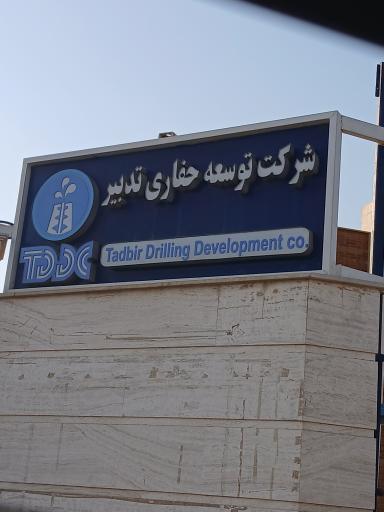 شرکت توسعه حفاری تدبیر
TDDC
Tadbir Drilling Development co.